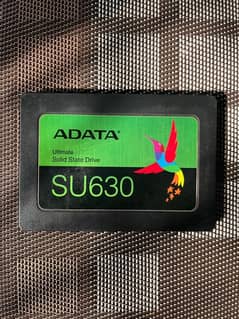 ADATA
Ultimate
Solid State Drive
SU630